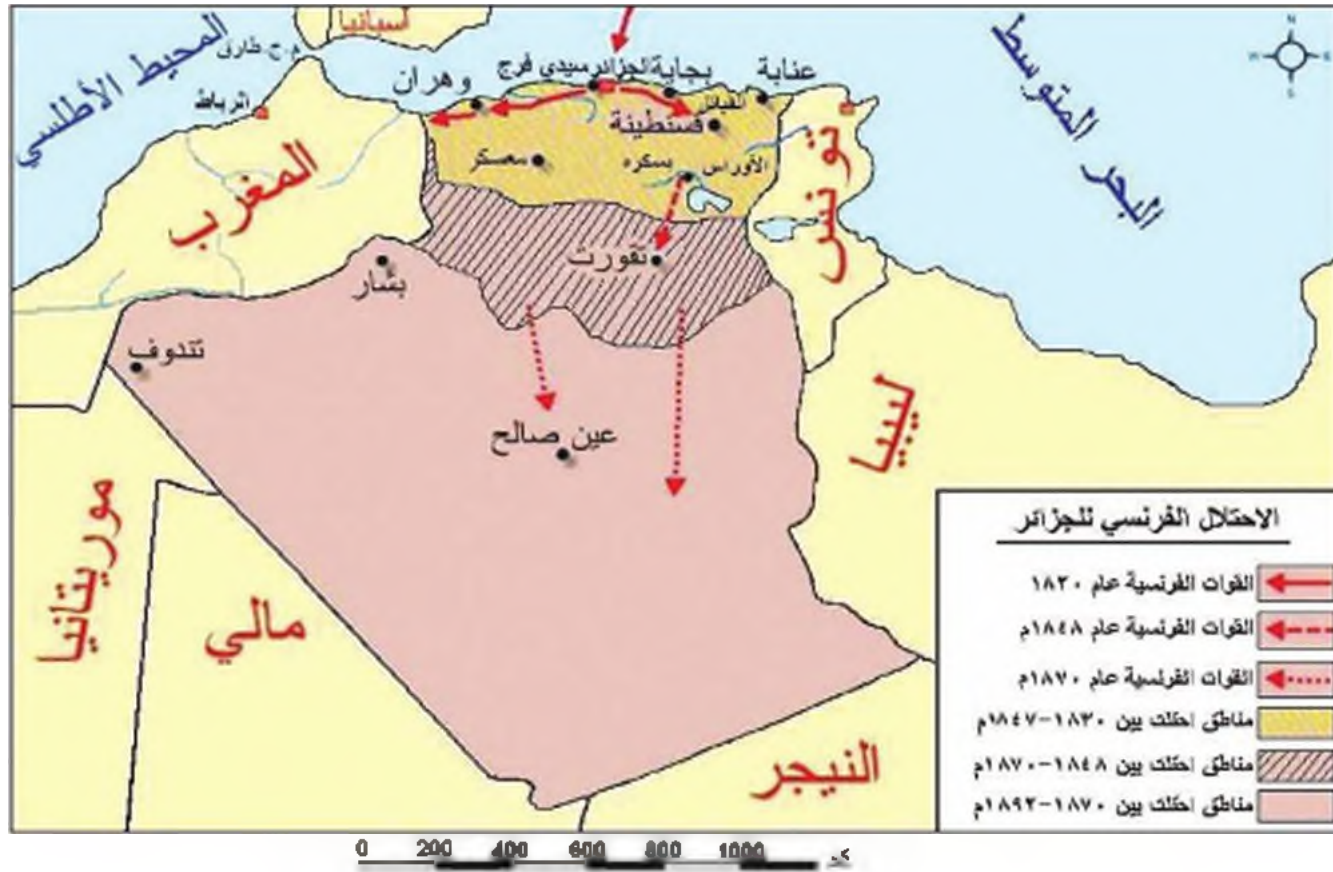 أسبانيا
المحيط الأطلسي
م.ج.طارق
البحر المتوسط
N
W
E
S
الرباط
وهران
الجزائر سيدي فرج
بجاية
عنابة
القبائل
قسنطينة
معسكر
بسكره
الأوراس
المغرب
تونس
تقورت
بشار
تندوف
عين صالح
ليبيا
موريتانيا
مالي
النيجر
الاحتلال الفرنسي للجزائر
القوات الفرنسية عام ١٨٣٠
القوات الفرنسية عام ١٨٤٨م
القوات الفرنسية عام ١٨٧٠م
مناطق احتلت بين ١٨٣٠-١٨٤٧م
مناطق احتلت بين ١٨٤٨-١٨٧٠م
مناطق احتلت بين ١٨٧٠-١٨٩٢م
0 200 400 600 800 1000 كم